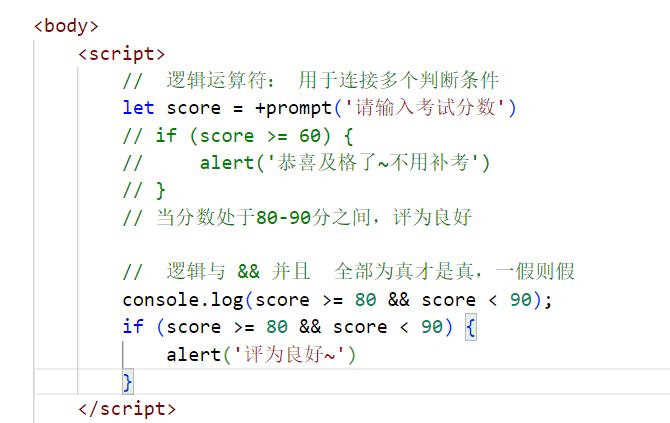 <body>
<script>
//  逻辑运算符： 用于连接多个判断条件
let score = +prompt('请输入考试分数')
// if (score >= 60) {
//     alert('恭喜及格了~不用补考')
// }
// 当分数处于80-90分之间，评为良好
//  逻辑与 && 并且  全部为真才是真，一假则假
console.log(score >= 80 && score < 90);
if (score >= 80 && score < 90) {
alert('评为良好~')
}
</script>